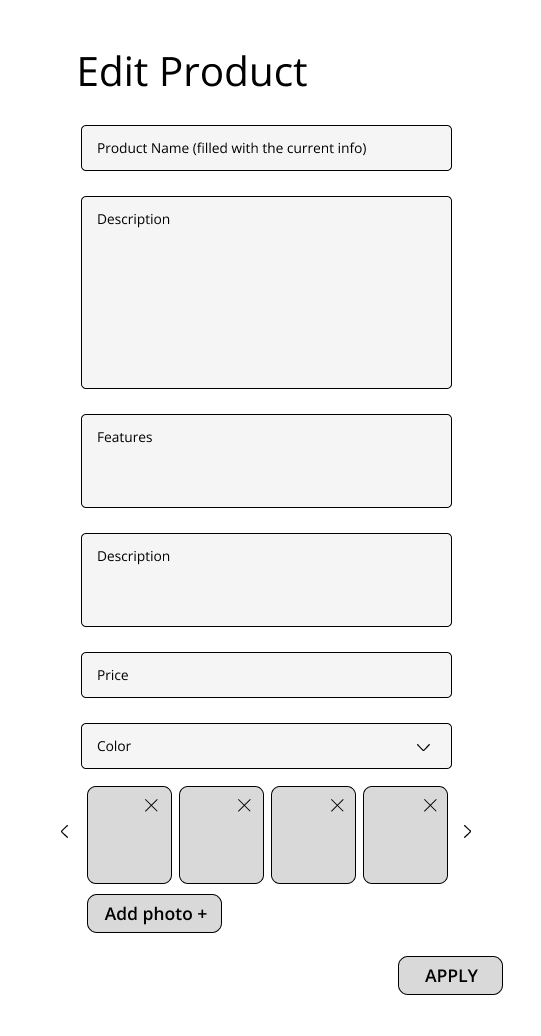 Edit Product
Product Name (filled with the current info)
Description
Features
Description
Price
Color
Add photo +
APPLY